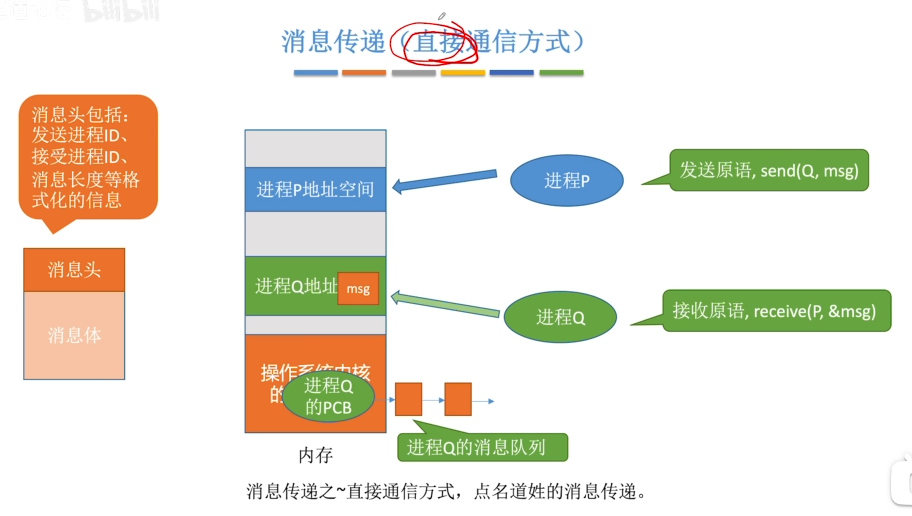 bilibili
消息传递（直接通信方式）
消息头包括：
发送进程ID、
接受进程ID、
消息长度等格
式化的信息
消息头
消息体
进程P地址空间
进程Q地址
msg
操作系统内核
的
进程Q
的PCB
内存
进程P
发送原语, send(Q, msg)
进程Q
接收原语, receive(P, &msg)
进程Q的消息队列
消息传递之~直接通信方式，点名道姓的消息传递。